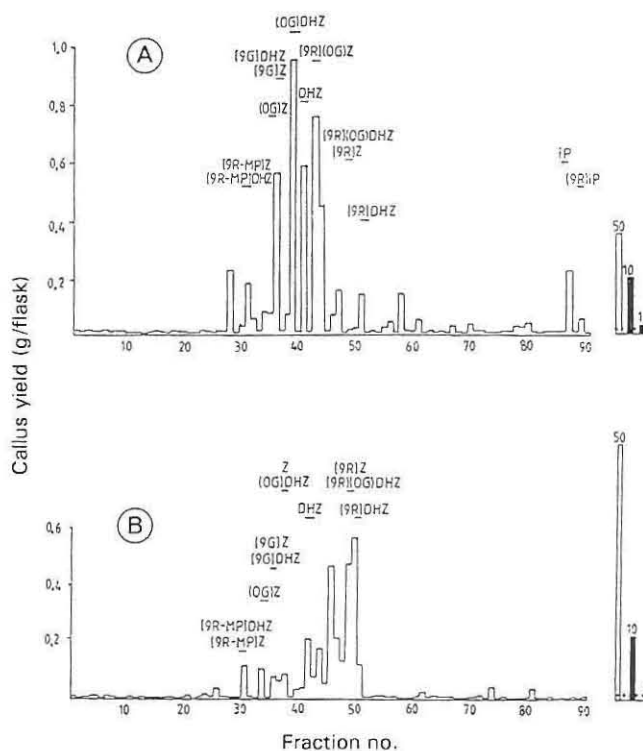 (OG)DHZ
A
1.0
[9G]DHZ [9R](OG)Z
[9G]Z
0,8
(OG)Z DHZ
[9R](OG)DHZ
[9R]Z
0.6
[9R-MP]Z
[9R-MP]DHZ
iP
[9R]iP
[9R]DHZ
0,4
50
0,2
10
1
10 20 30 40 50 60 70 80 90
Callus yield (g/flask)
B
Z
(OG)DHZ
[9R]Z
[9R](OG)DHZ
50
DHZ
[9R]DHZ
0,6
[9G]Z
[9G]DHZ
0.4
(OG)Z
[9R-MP]DHZ
[9R-MP]Z
0,2
10
10 20 30 40 50 60 70 80 90
Fraction no.